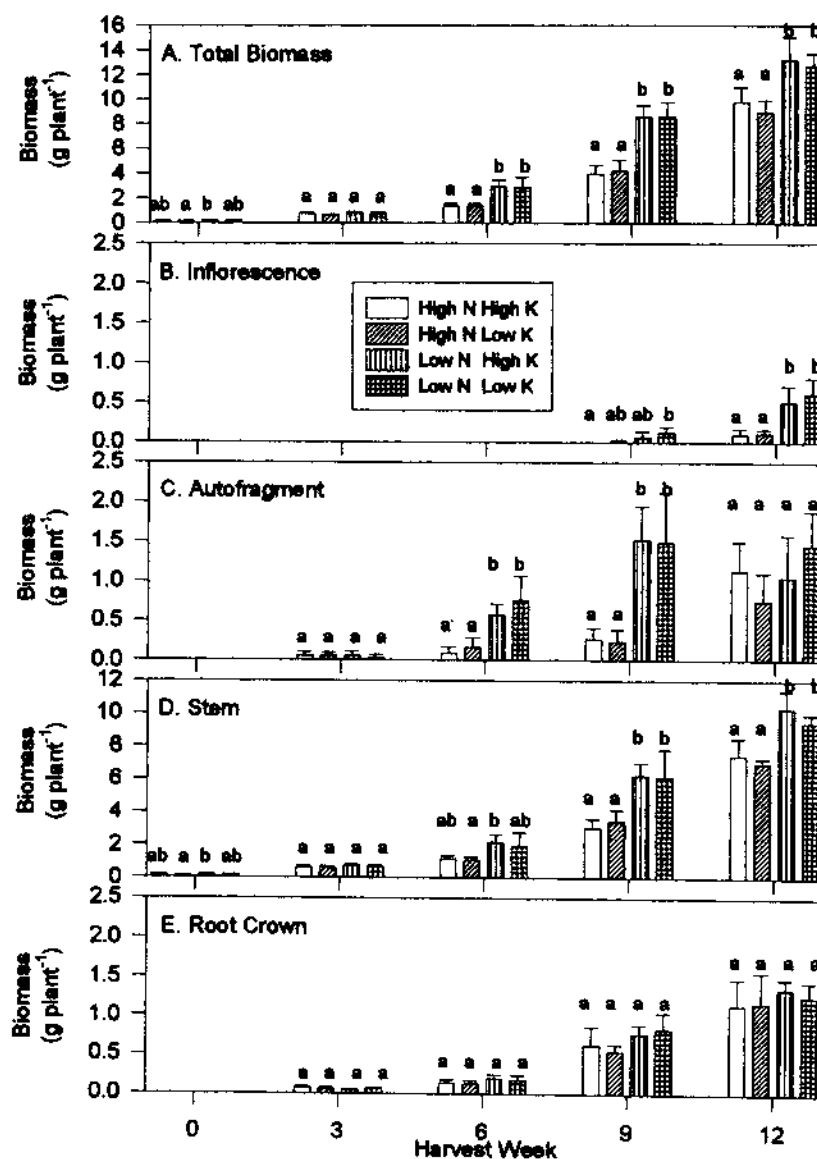 A. Total Biomass
Biomass
(g plant⁻¹)
16
14
12
10
8
6
4
2
0
ab a b ab
a a a a
a a b b
a a b b
a a b b
B. Inflorescence
Biomass
(g plant⁻¹)
2.5
2.0
1.5
1.0
0.5
0.0
High N High K
High N Low K
Low N High K
Low N Low K
a ab ab b
a a b b
C. Autofragment
Biomass
(g plant⁻¹)
2.5
2.0
1.5
1.0
0.5
0.0
a a a a
a a b b
a a b b
a a a a
D. Stem
Biomass
(g plant⁻¹)
12
10
8
6
4
2
0
ab a b ab
a a a a
ab a b ab
a a b b
a a b b
E. Root Crown
Biomass
(g plant⁻¹)
2.5
2.0
1.5
1.0
0.5
0.0
a a a a
a a a a
a a a a
a a a a
0 3 6 9 12
Harvest Week